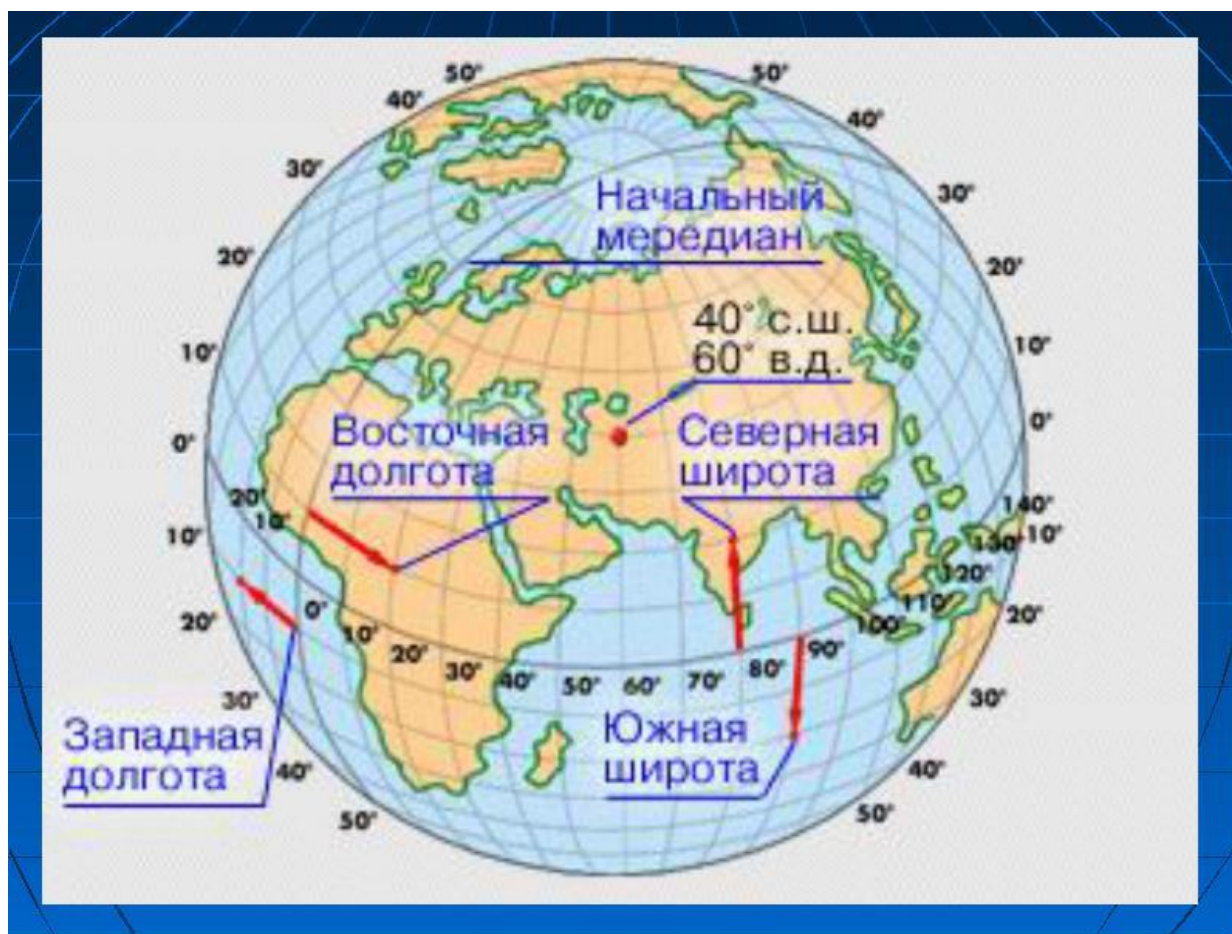 50° 50°
40° 40°
30° 30°
Начальный
мередиан
20° 20°
40° с.ш.
60° в.д.
10° 10°
Восточная
долгота
Северная
широта
0° 0°
20° 140°
10° 10° 130° 10°
120°
20° 0° 110° 20°
10° 20° 30° 40° 50° 60° 70° 80° 90° 100°
30° 30°
Западная
долгота
Южная
широта
40° 40°
50° 50°